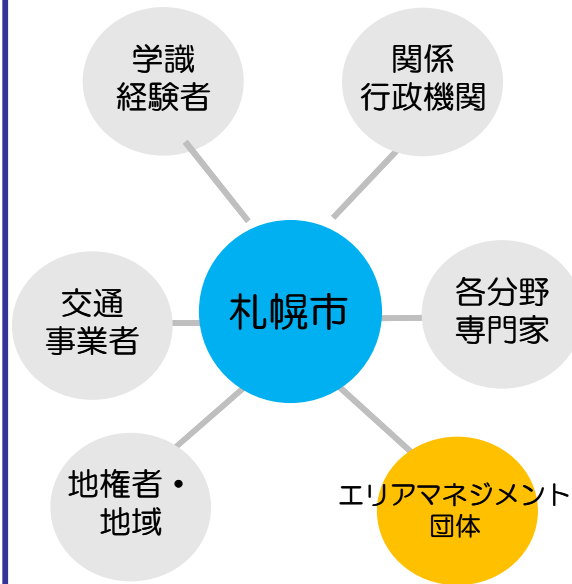 学識
経験者
関係
行政機関
札幌市
交通
事業者
各分野
専門家
地権者・
地域
エリアマネジメント
団体